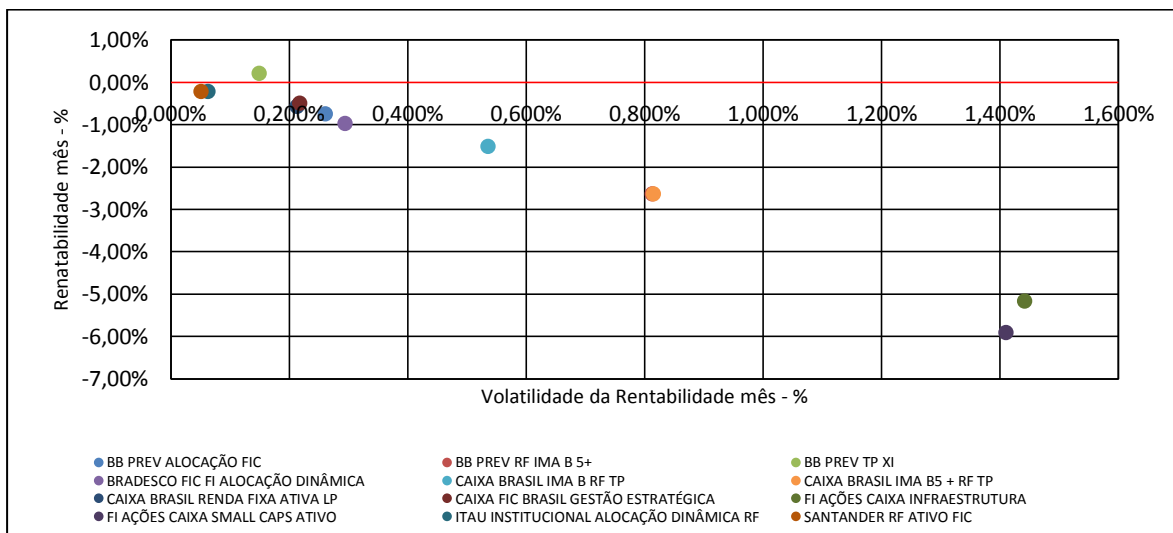 1,00%
0,00%
-1,00%
-2,00%
-3,00%
-4,00%
-5,00%
-6,00%
-7,00%
0,000% 0,200% 0,400% 0,600% 0,800% 1,000% 1,200% 1,400% 1,600%
Renatabilidade mês - %
Volatilidade da Rentabilidade mês - %
BB PREV ALOCAÇÃO FIC BB PREV RF IMA B 5+ BB PREV TP XI
BRADESCO FIC FI ALOCAÇÃO DINÂMICA CAIXA BRASIL IMA B RF TP CAIXA BRASIL IMA B5 + RF TP
CAIXA BRASIL RENDA FIXA ATIVA LP CAIXA FIC BRASIL GESTÃO ESTRATÉGICA FI AÇÕES CAIXA INFRAESTRUTURA
FI AÇÕES CAIXA SMALL CAPS ATIVO ITAU INSTITUCIONAL ALOCAÇÃO DINÂMICA RF SANTANDER RF ATIVO FIC